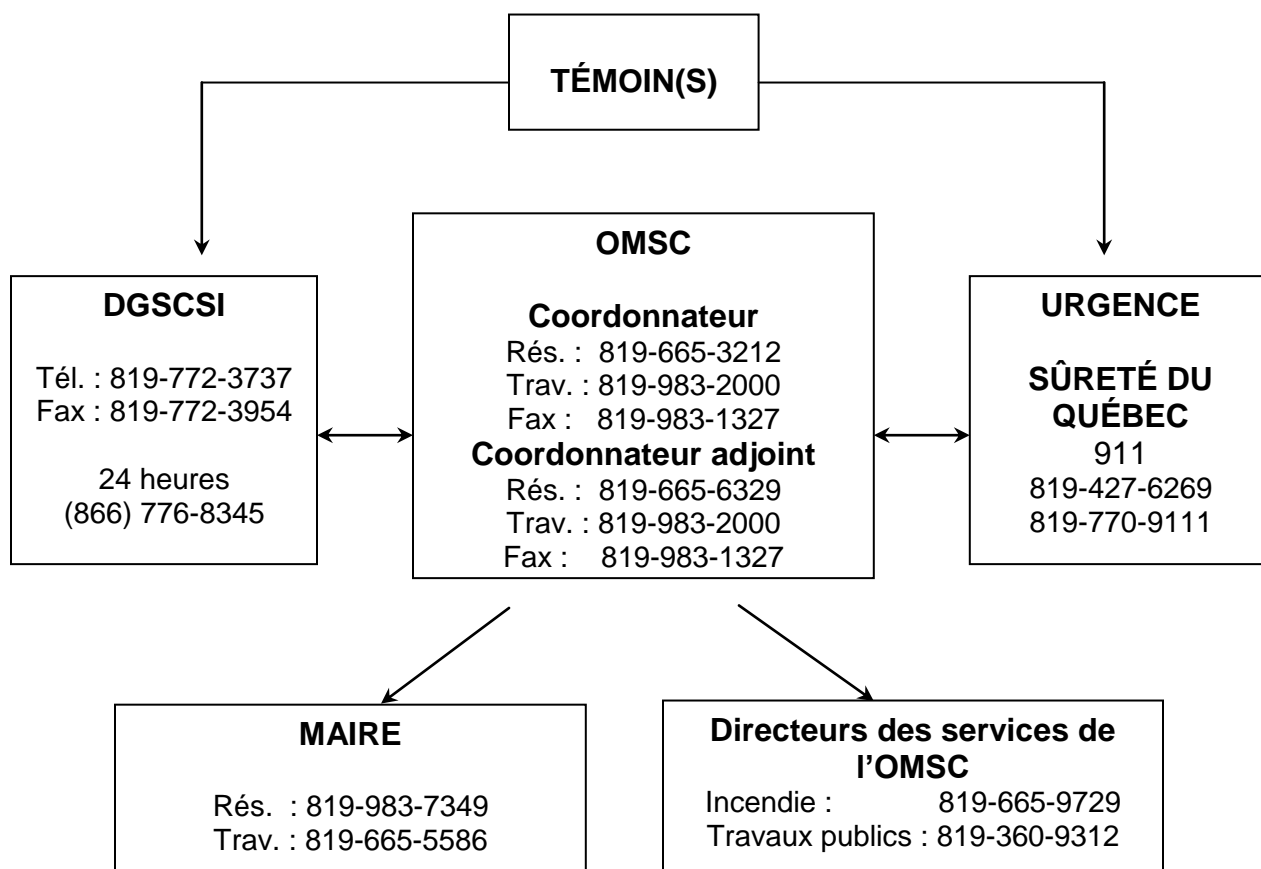 TÉMOIN(S)
DGSCSI
Tél. : 819-772-3737
Fax : 819-772-3954
24 heures
(866) 776-8345
OMSC
Coordonnateur
Rés. : 819-665-3212
Trav. : 819-983-2000
Fax : 819-983-1327
Coordonnateur adjoint
Rés. : 819-665-6329
Trav. : 819-983-2000
Fax : 819-983-1327
URGENCE
SÛRETÉ DU
QUÉBEC
911
819-427-6269
819-770-9111
MAIRE
Rés. : 819-983-7349
Trav. : 819-665-5586
Directeurs des services de
l’OMSC
Incendie : 819-665-9729
Travaux publics : 819-360-9312